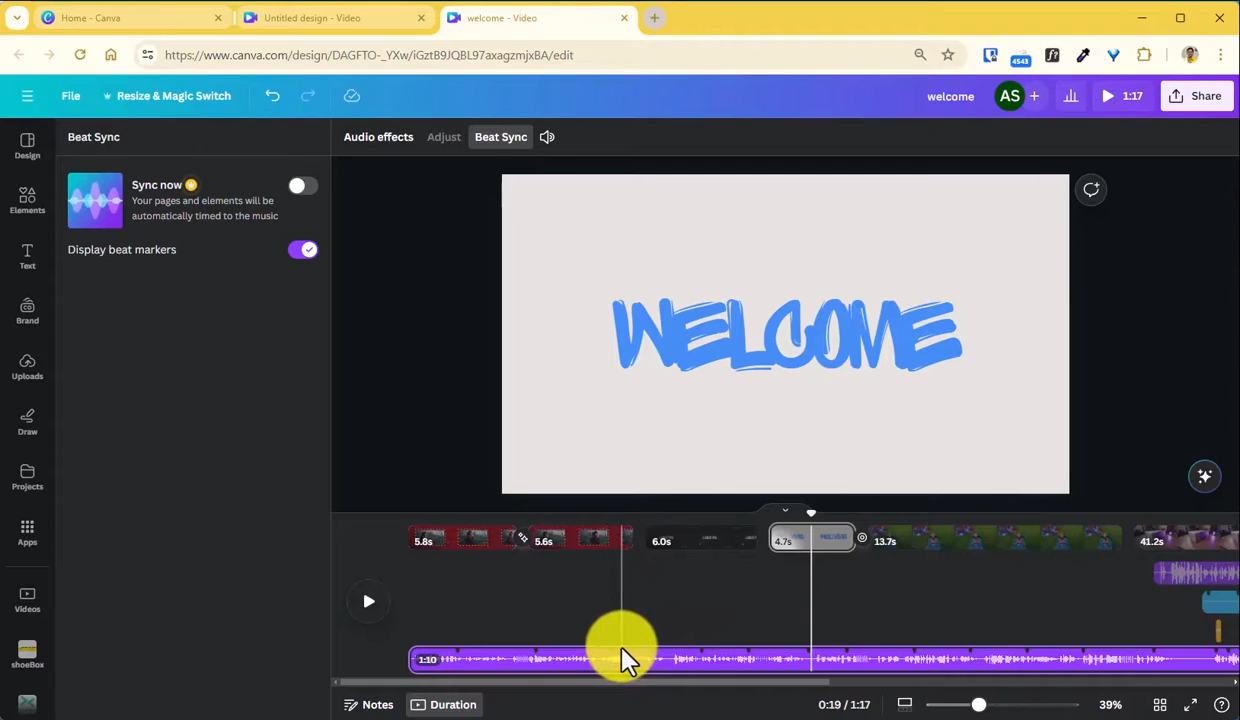 Home - Canva
Untitled design - Video
welcome - Video
https://www.canva.com/design/DAGFTO-_YXw/iGztB9JQBL97axagzmjxBA/edit
4543
f?
File
Resize & Magic Switch
welcome
AS
1:17
Share
Beat Sync
Audio effects
Adjust
Beat Sync
Design
Sync now
Your pages and elements will be
automatically timed to the music
Elements
Display beat markers
Text
Brand
WELCOME
Uploads
Draw
Projects
5.8s
5.6s
6.0s
4.7s
13.7s
41.2s
Apps
Videos
shoeBox
1:10
Notes
Duration
0:19 / 1:17
39%